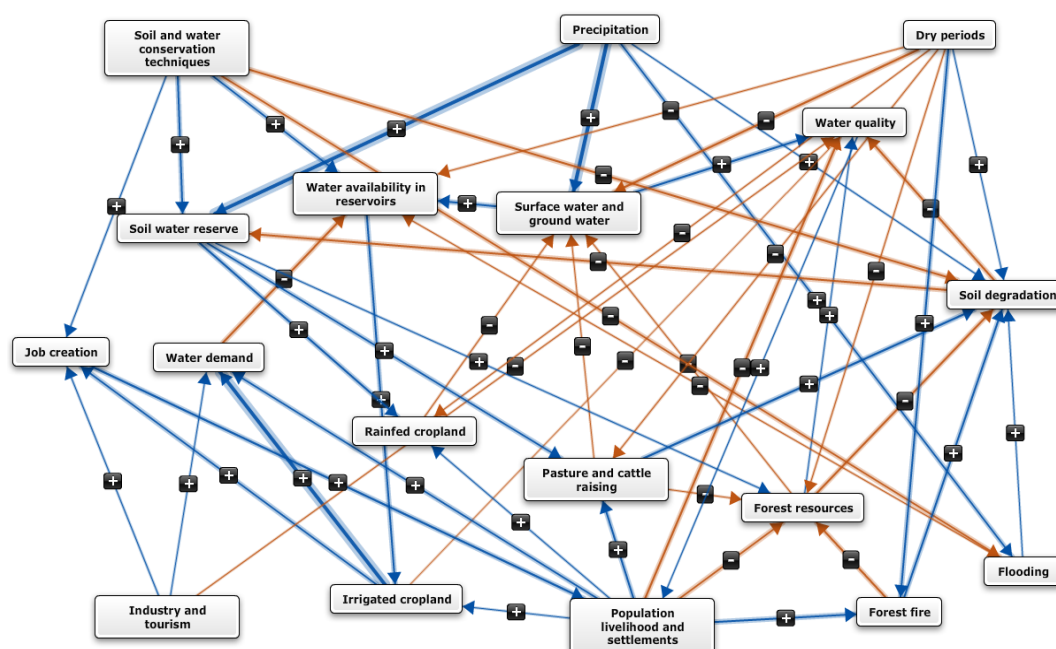 Soil and water
conservation
techniques
Precipitation
Dry periods
Water quality
Water availability in
reservoirs
Surface water and
ground water
Soil water reserve
Soil degradation
Job creation
Water demand
Rainfed cropland
Pasture and cattle
raising
Forest resources
Flooding
Irrigated cropland
Industry and
tourism
Population
livelihood and
settlements
Forest fire